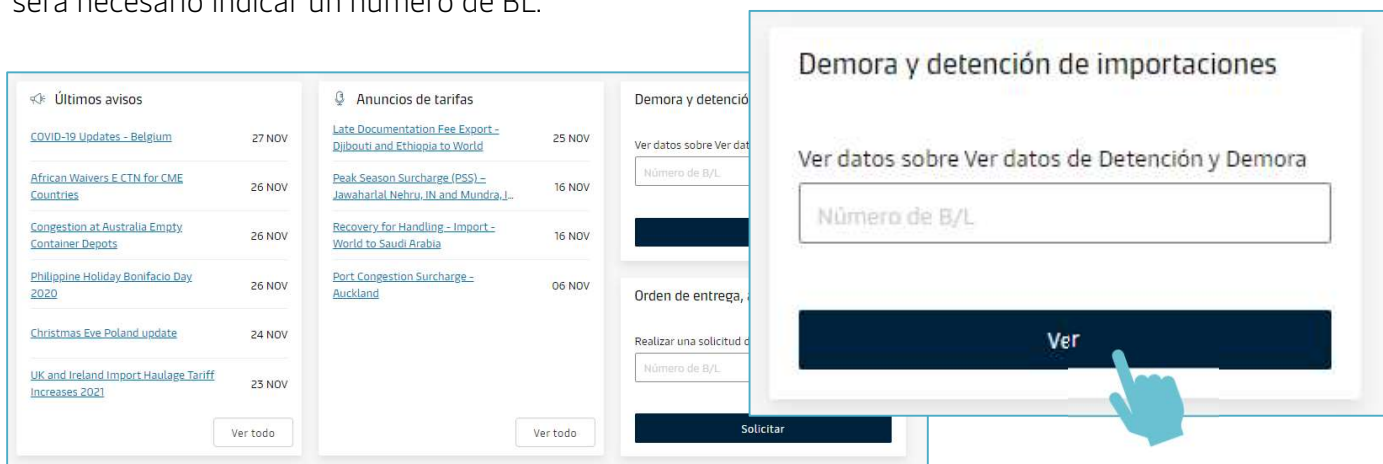 será necesario indicar un número de BL.
Últimos avisos
COVID-19 Updates - Belgium
27 NOV
African Waivers E CTN for CME
Countries
26 NOV
Congestion at Australia Empty
Container Depots
26 NOV
Philippine Holiday Bonifacio Day
2020
26 NOV
Christmas Eve Poland update
24 NOV
UK and Ireland Import Haulage Tariff
Increases 2021
23 NOV
Ver todo
Anuncios de tarifas
Late Documentation Fee Export -
Djibouti and Ethiopia to World
25 NOV
Peak Season Surcharge (PSS) –
Jawaharlal Nehru, IN and Mundra, I...
16 NOV
Recovery for Handling - Import -
World to Saudi Arabia
16 NOV
Port Congestion Surcharge -
Auckland
06 NOV
Ver todo
Demora y detenció
Ver datos sobre Ver dat
Número de B/L
Orden de entrega,
Realizar una solicitud
Número de B/L
Solicitar
Demora y detención de importaciones
Ver datos sobre Ver datos de Detención y Demora
Número de B/L
Ver